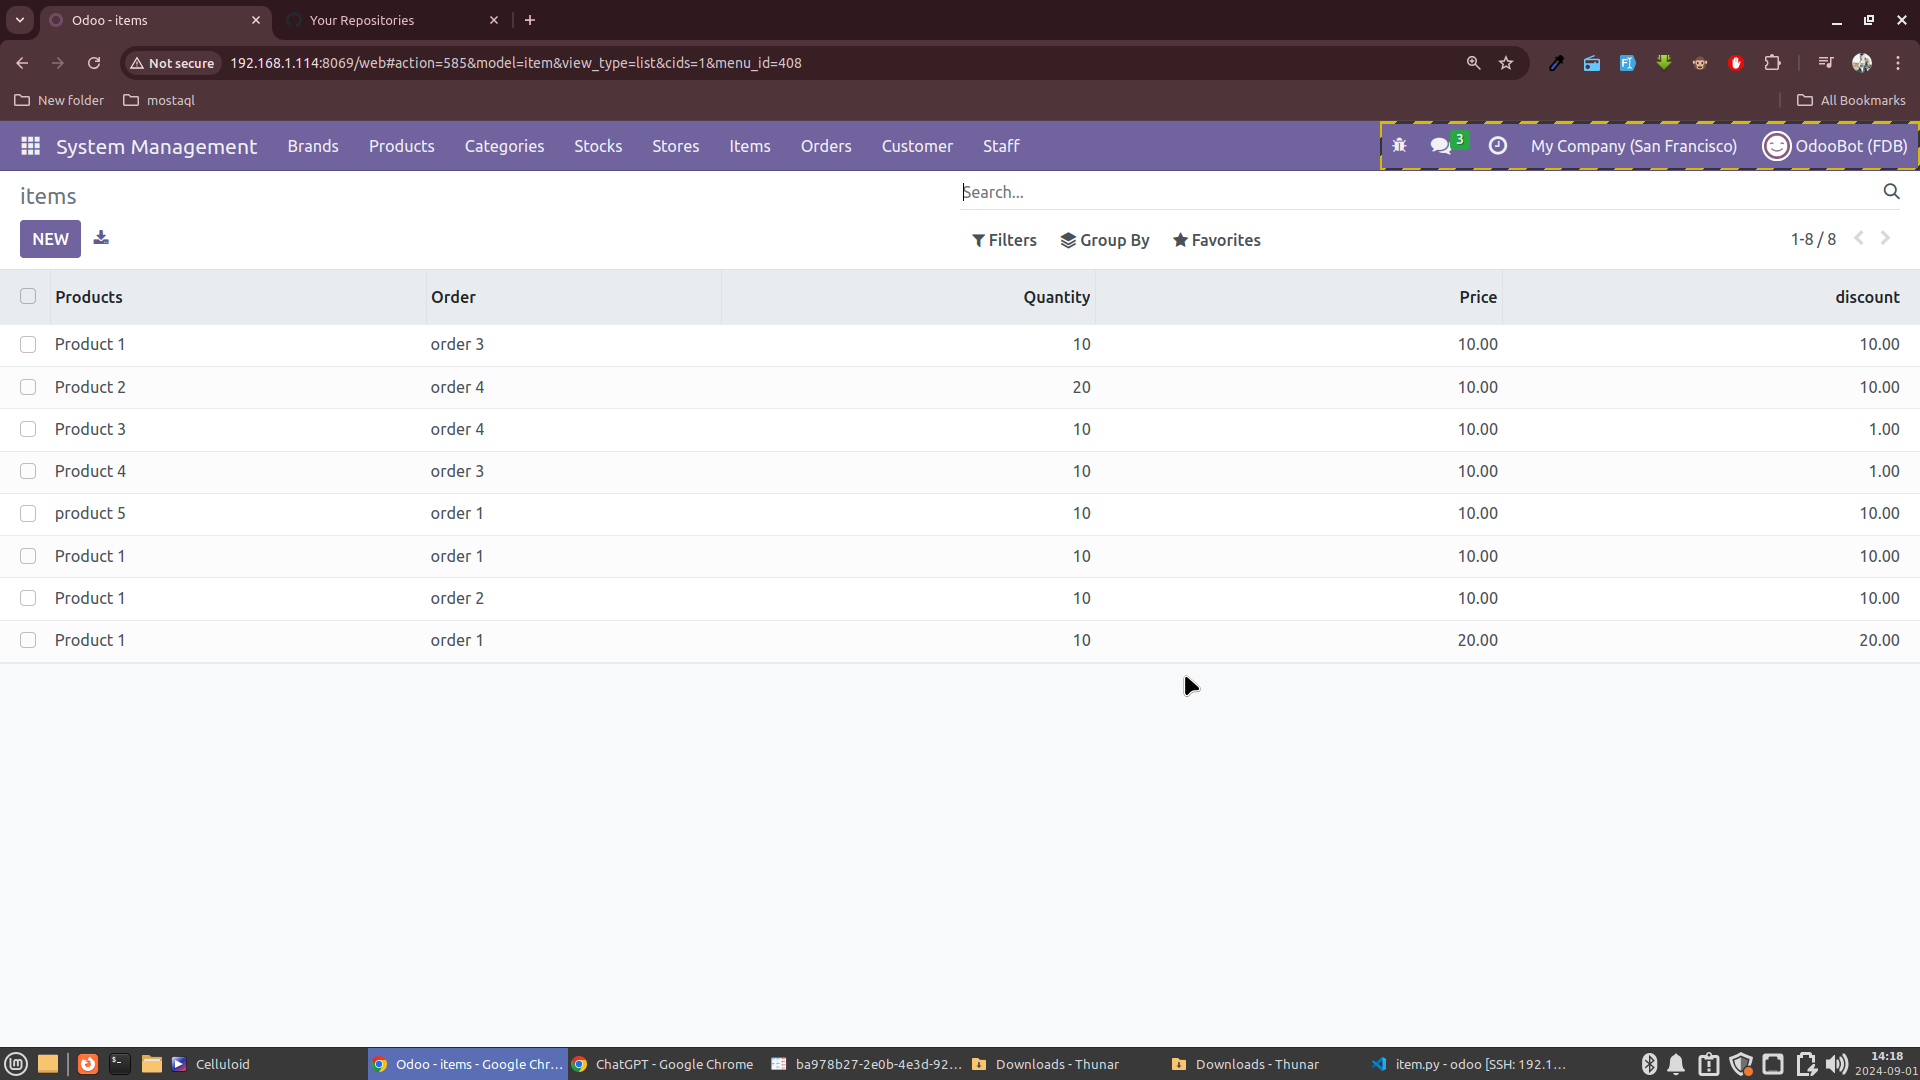 Odoo - items
Your Repositories
Not secure
192.168.1.114:8069/web#action=585&model=item&view_type=list&cids=1&menu_id=408
New folder
mostaql
All Bookmarks
System Management
Brands
Products
Categories
Stocks
Stores
Items
Orders
Customer
Staff
3
My Company (San Francisco)
OdooBot (FDB)
items
Search...
NEW
Filters
Group By
Favorites
1-8 / 8
Products Order Quantity Price discount
Product 1 order 3 10 10.00 10.00
Product 2 order 4 20 10.00 10.00
Product 3 order 4 10 10.00 1.00
Product 4 order 3 10 10.00 1.00
product 5 order 1 10 10.00 10.00
Product 1 order 1 10 10.00 10.00
Product 1 order 2 10 10.00 10.00
Product 1 order 1 10 20.00 20.00
Celluloid
Odoo - items - Google Chr...
ChatGPT - Google Chrome
ba978b27-2e0b-4e3d-92...
Downloads - Thunar
Downloads - Thunar
item.py - odoo [SSH: 192.1...
14:18
2024-09-01